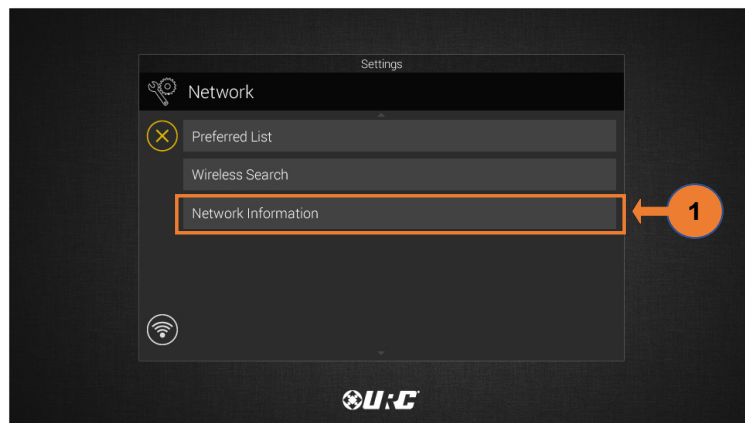 Settings
Network
Preferred List
Wireless Search
Network Information
1
URC